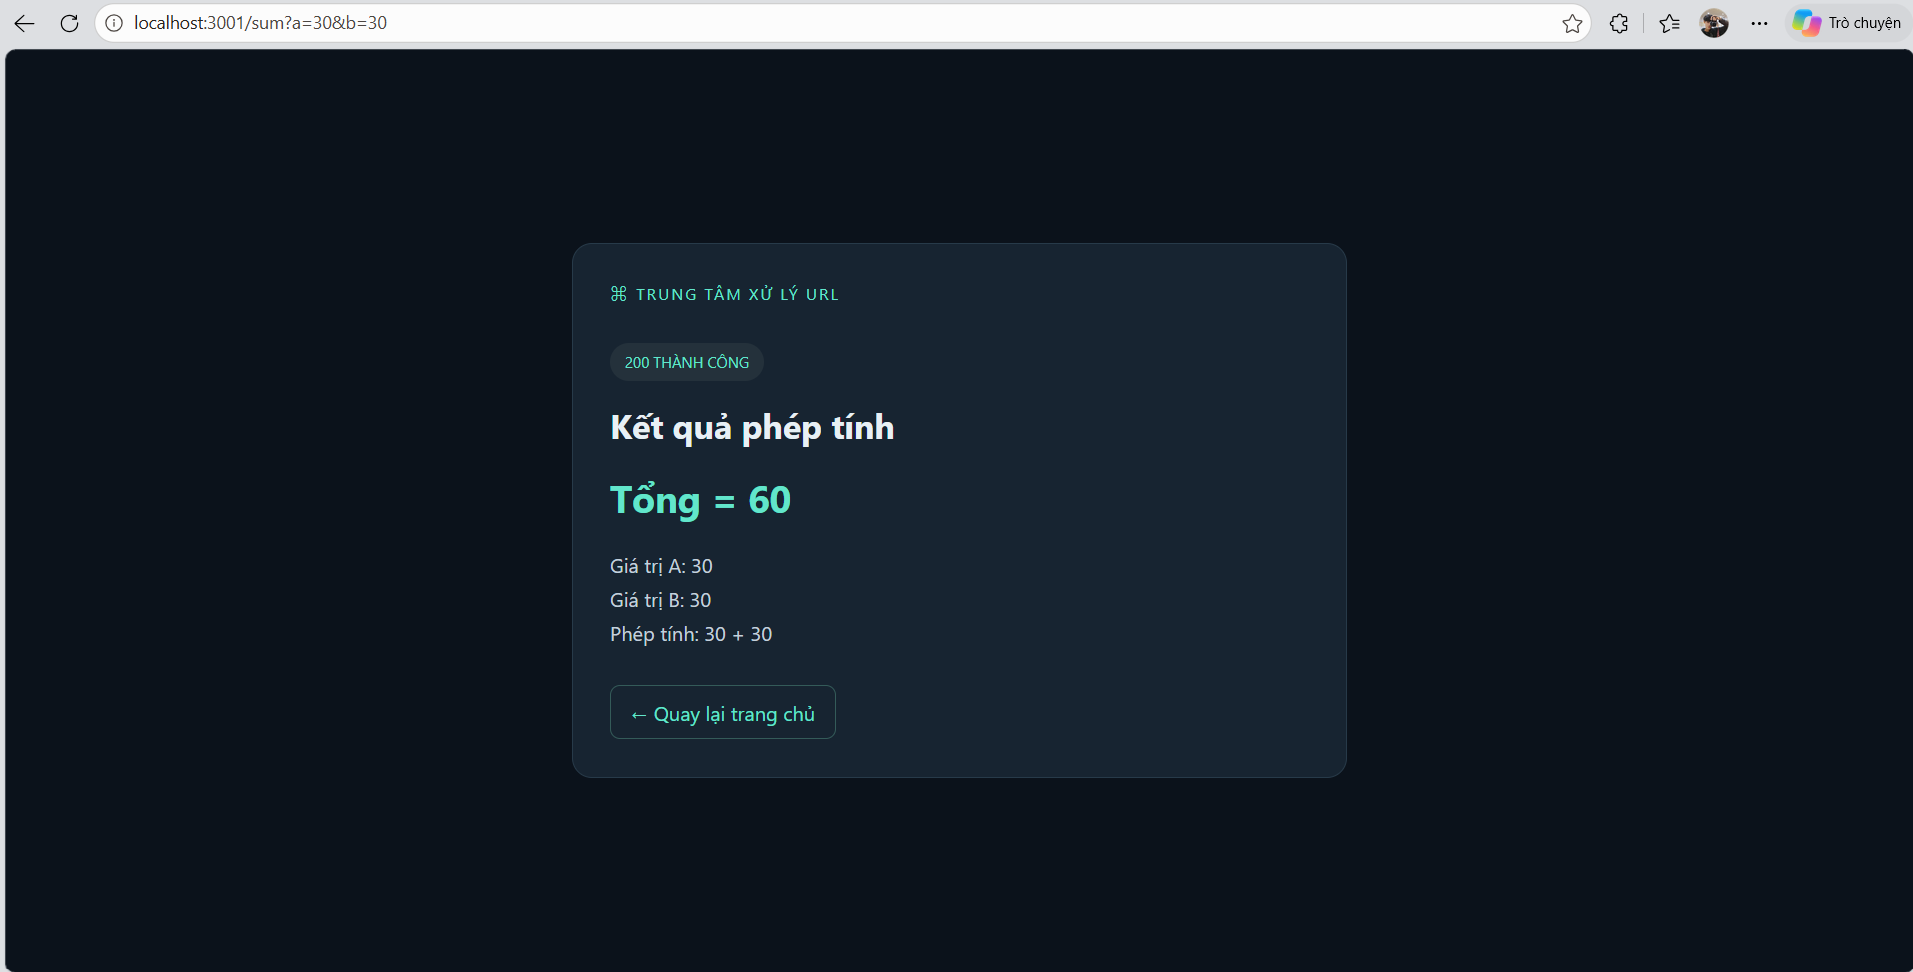 localhost:3001/sum?a=30&b=30
Trò chuyện
⌘ TRUNG TÂM XỬ LÝ URL
200 THÀNH CÔNG
Kết quả phép tính
Tổng = 60
Giá trị A: 30
Giá trị B: 30
Phép tính: 30 + 30
← Quay lại trang chủ